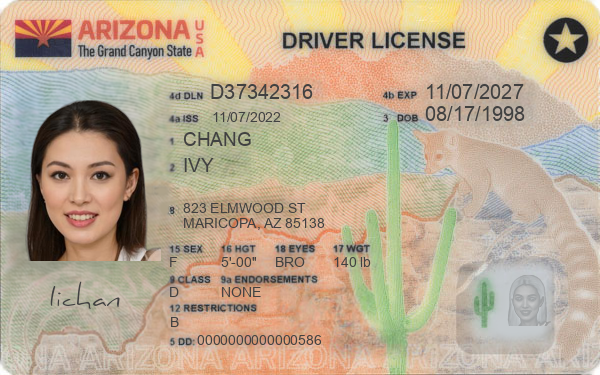 ARIZONA USA
The Grand Canyon State
DRIVER LICENSE
4d DLN D37342316 4b EXP 11/07/2027
4a ISS 11/07/2022 3 DOB 08/17/1998
1 CHANG
2 IVY
8 823 ELMWOOD ST
MARICOPA, AZ 85138
15 SEX 16 HGT 18 EYES 17 WGT
F 5'-00" BRO 140 lb
9 CLASS 9a ENDORSEMENTS
D NONE
12 RESTRICTIONS
B
5 DD: 0000000000000586
lichan
ARIZONA ARIZONA ARIZONA ARIZONA